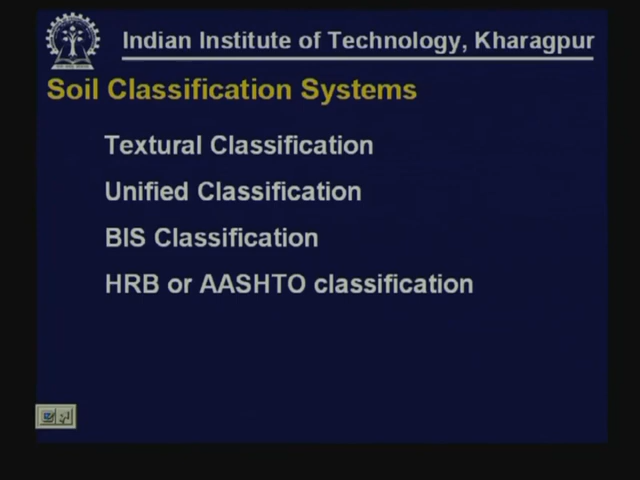 Indian Institute of Technology, Kharagpur
Soil Classification Systems
Textural Classification
Unified Classification
BIS Classification
HRB or AASHTO classification